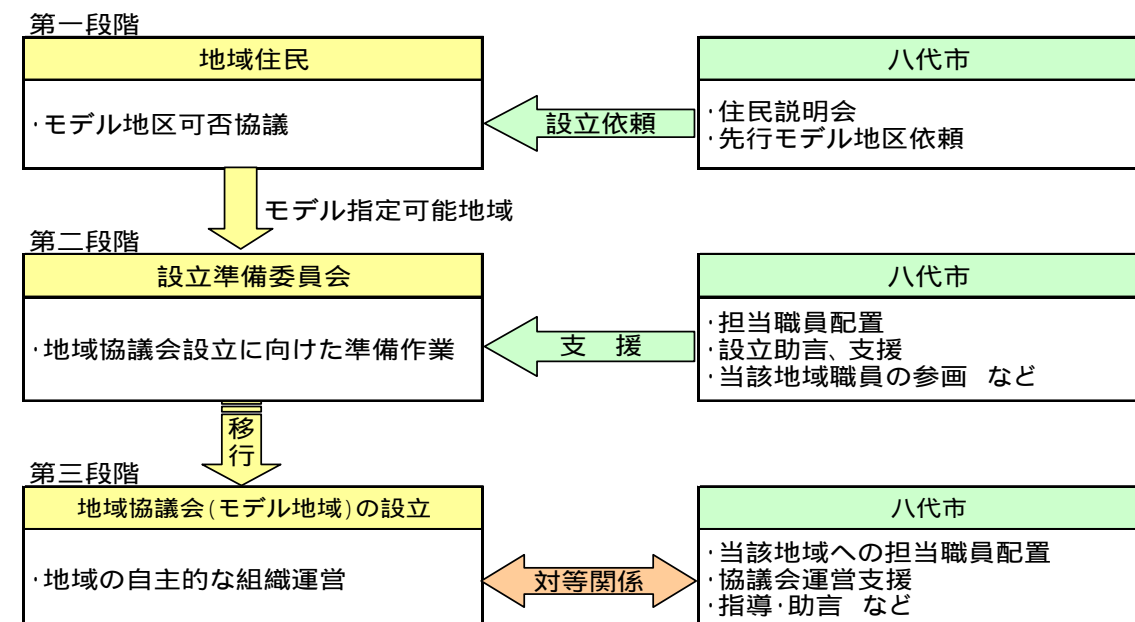 第一段階
地域住民
・モデル地区可否協議
設立依頼
八代市
・住民説明会
・先行モデル地区依頼
モデル指定可能地域
第二段階
設立準備委員会
・地域協議会設立に向けた準備作業
支 援
八代市
・担当職員配置
・設立助言、支援
・当該地域職員の参画 など
移行
第三段階
地域協議会(モデル地域)の設立
・地域の自主的な組織運営
対等関係
八代市
・当該地域への担当職員配置
・協議会運営支援
・指導・助言 など